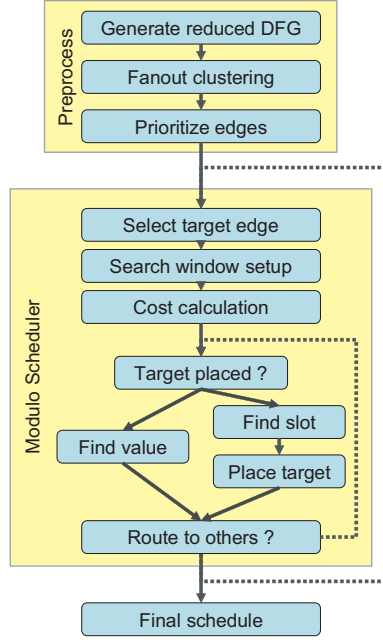 Preprocess
Generate reduced DFG
Fanout clustering
Prioritize edges
Modulo Scheduler
Select target edge
Search window setup
Cost calculation
Target placed ?
Find slot
Find value
Place target
Route to others ?
Final schedule